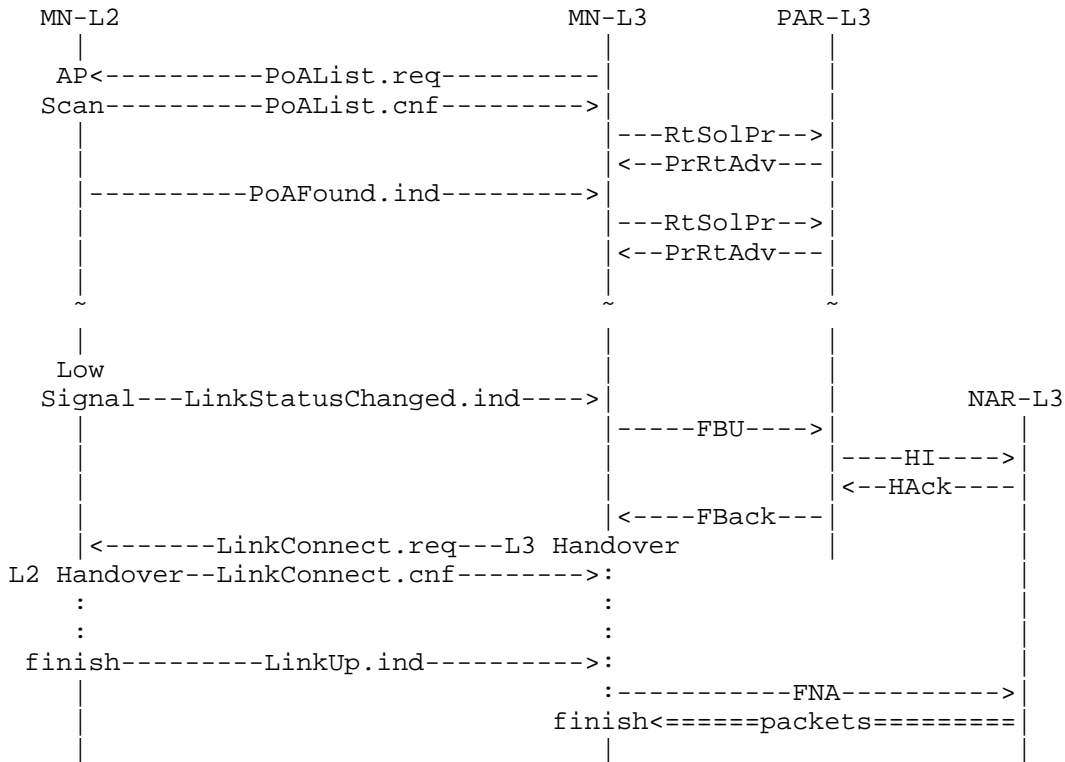 MN-L2                              MN-L3          PAR-L3
AP<----------PoAList.req----------
Scan----------PoAList.cnf--------->
---RtSolPr-->
<--PrRtAdv---
----------PoAFound.ind--------->
---RtSolPr-->
<--PrRtAdv---
~                                  ~              ~
Low
Signal---LinkStatusChanged.ind---->                        NAR-L3
-----FBU---->
----HI---->
<--HAck----
<----FBack---
<-------LinkConnect.req---L3 Handover
L2 Handover--LinkConnect.cnf-------->:
:                                  :
:                                  :
finish---------LinkUp.ind---------->:
:-----------FNA---------->
finish<======packets=========